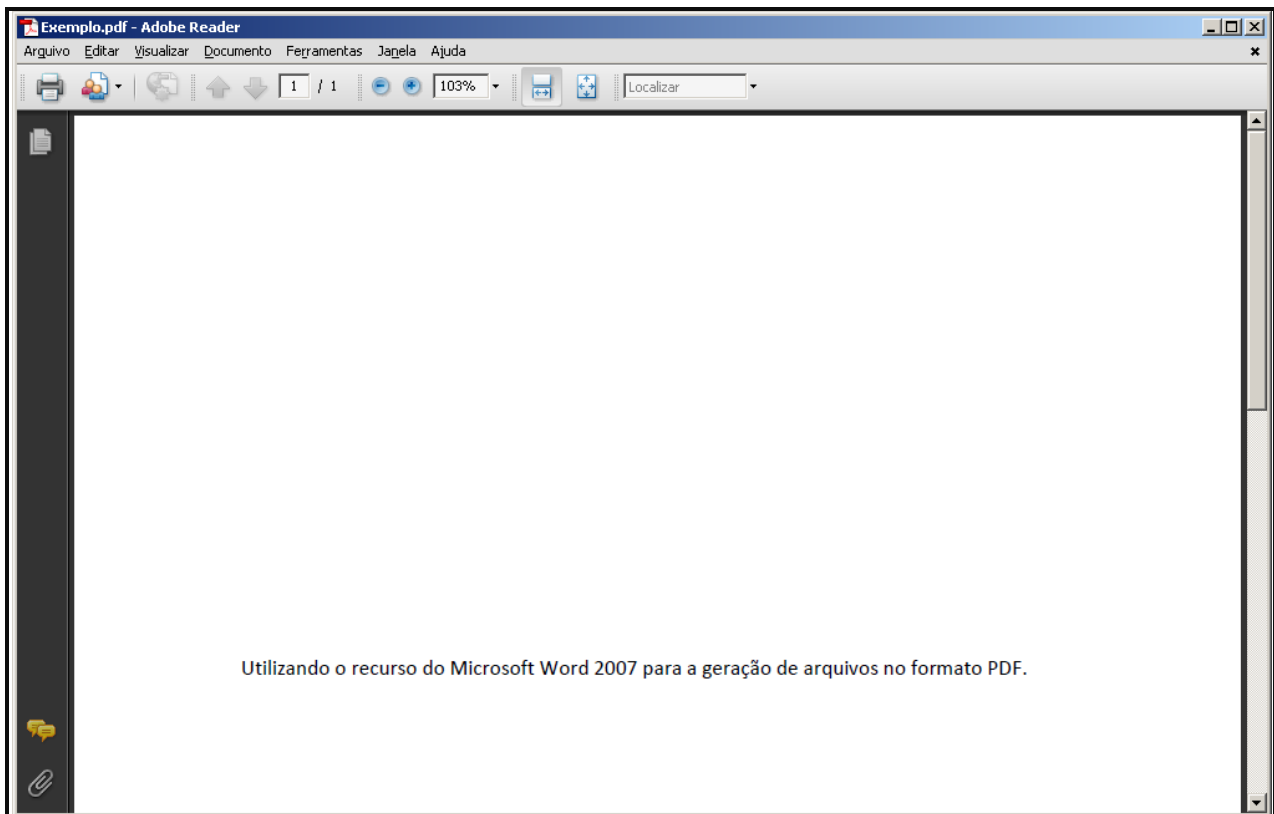 Exemplo.pdf - Adobe Reader
Arquivo Editar Visualizar Documento Ferramentas Janela Ajuda
1 / 1 103% Localizar
Utilizando o recurso do Microsoft Word 2007 para a geração de arquivos no formato PDF.